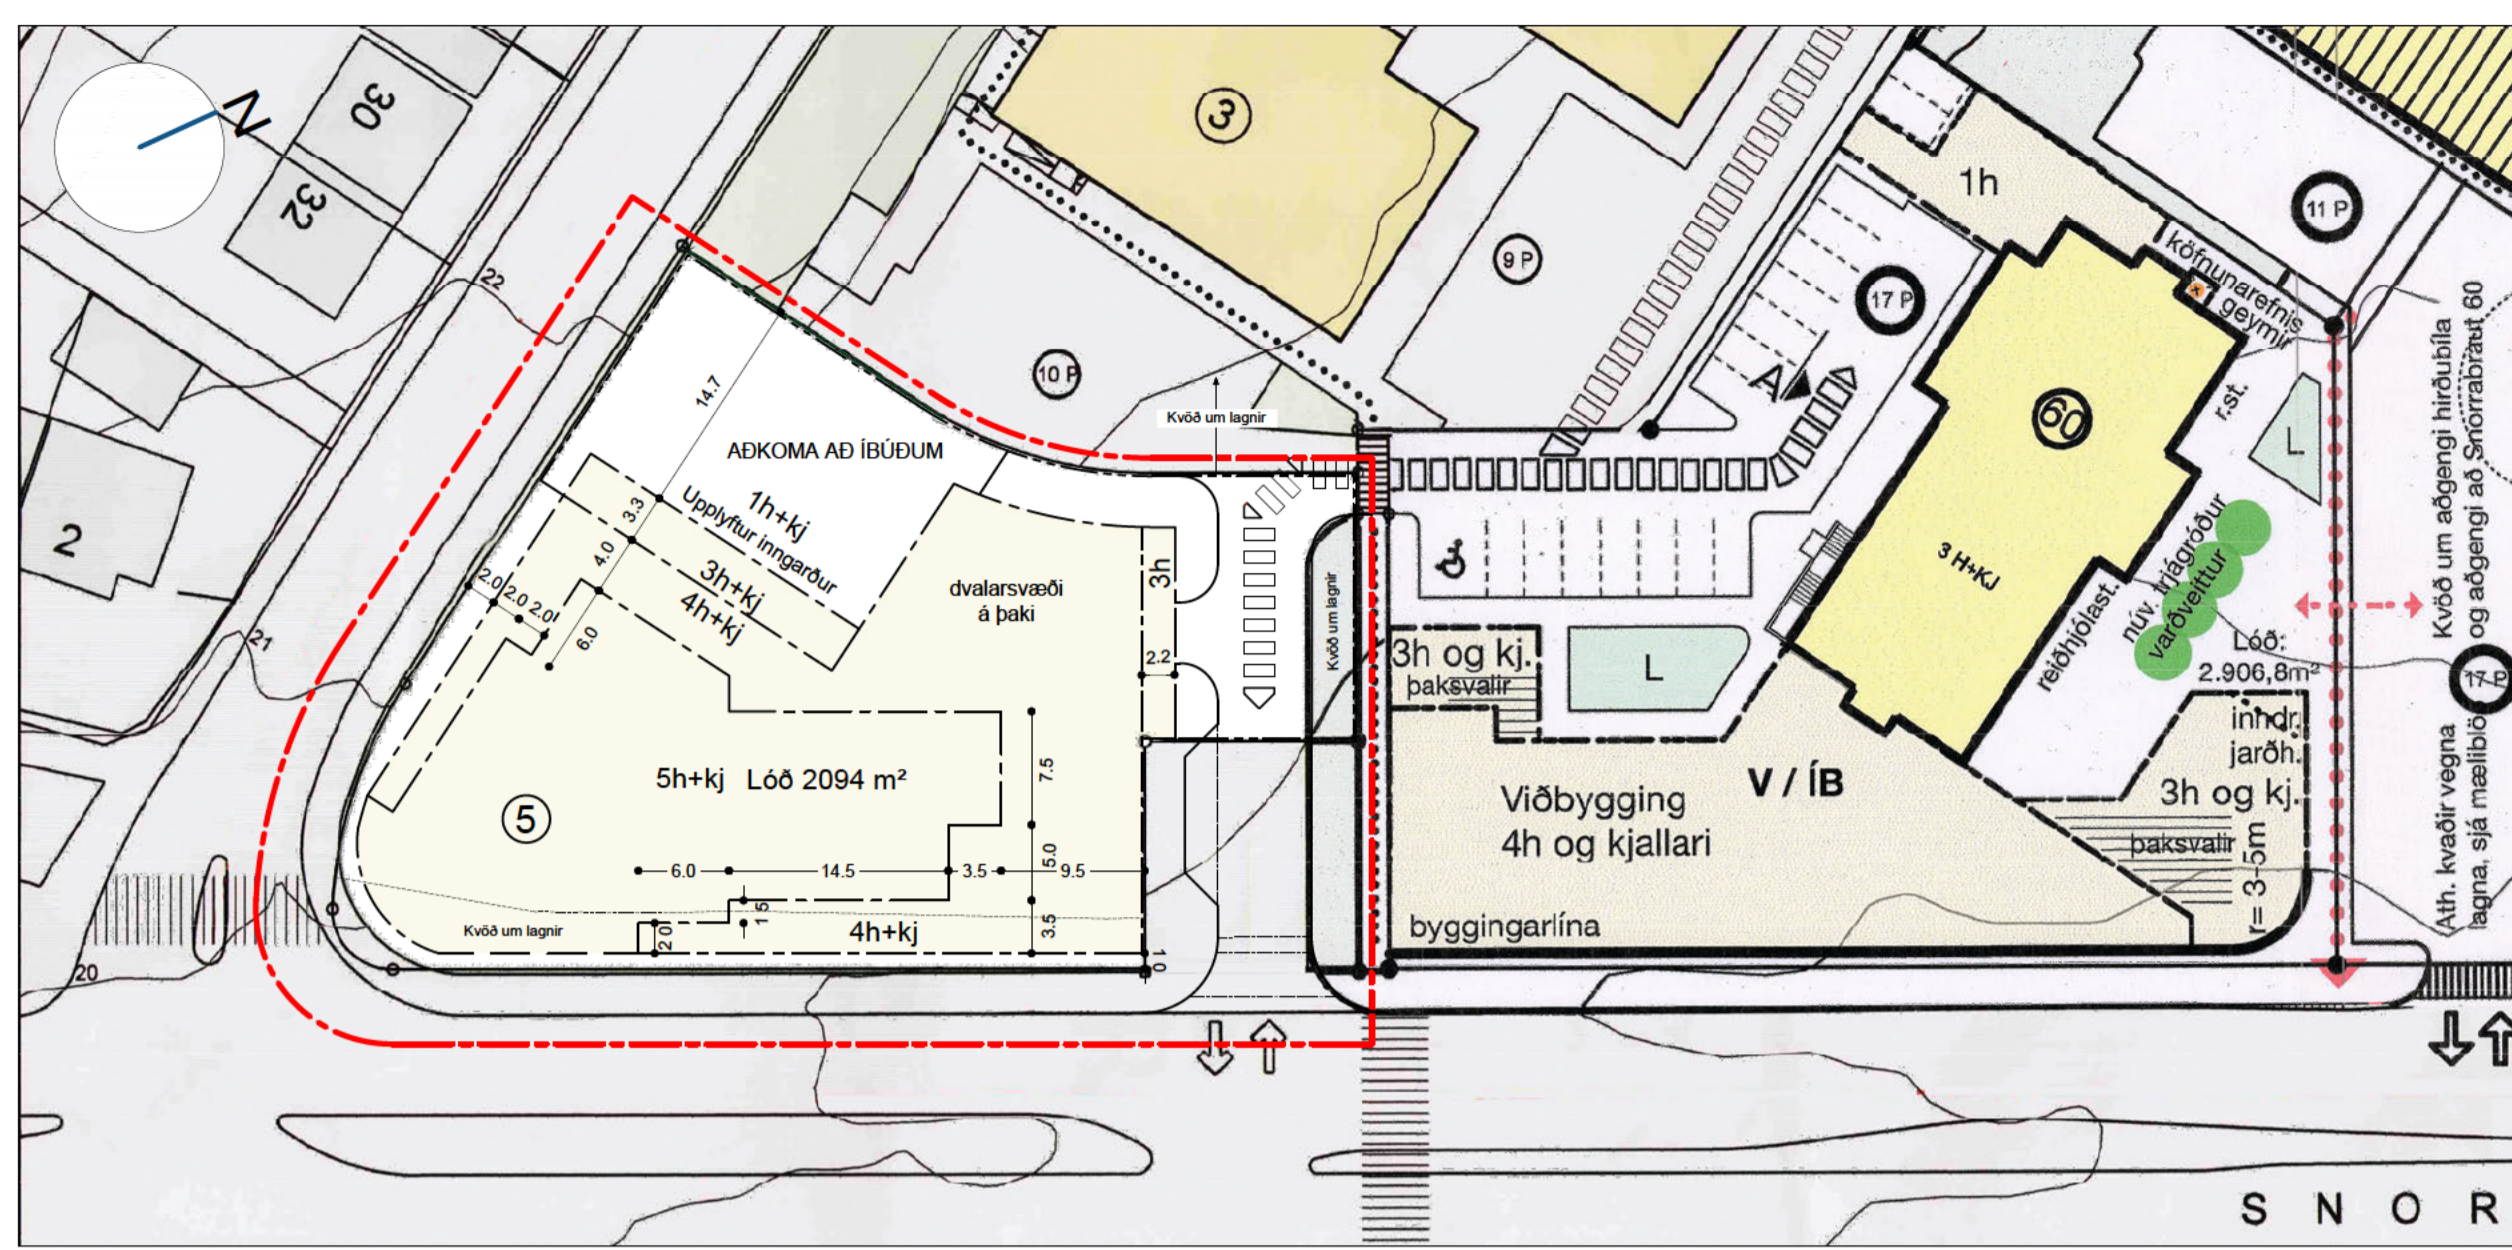 N
30
32
22
3
9 P
10 P
11 P
17 P
1h
köfnunarefnis
geymir
r.st.
A
60
L
3 H+KJ
núv. trjágróður
varðveittur
reiðhjólast.
Lóð:
2.906,8m²
17 P
Kvöð um aðgengi hirðubíla
og aðgengi að Snorrabraut 60
Ath. kvaðir vegna
lagna, sjá mæliblö
14.7
AÐKOMA AÐ ÍBÚÐUM
Kvöð um lagnir
1h+kj
Upplyftur inngarður
3.3
4.0
3h+kj
4h+kj
2.0
2.0
2.0
6.0
dvalarsvæði
á þaki
3h
2.2
Kvöð um lagnir
2
21
20
3h og kj.
þaksvalir
L
5h+kj Lóð 2094 m²
7.5
5
6.0
14.5
3.5
9.5
5.0
1.5
2.0
3.5
1.0
Kvöð um lagnir
4h+kj
V / ÍB
Viðbygging
4h og kjallari
byggingarlína
inndr.
jarðh.
3h og kj.
þaksvalir
r= 3-5m
S N O R